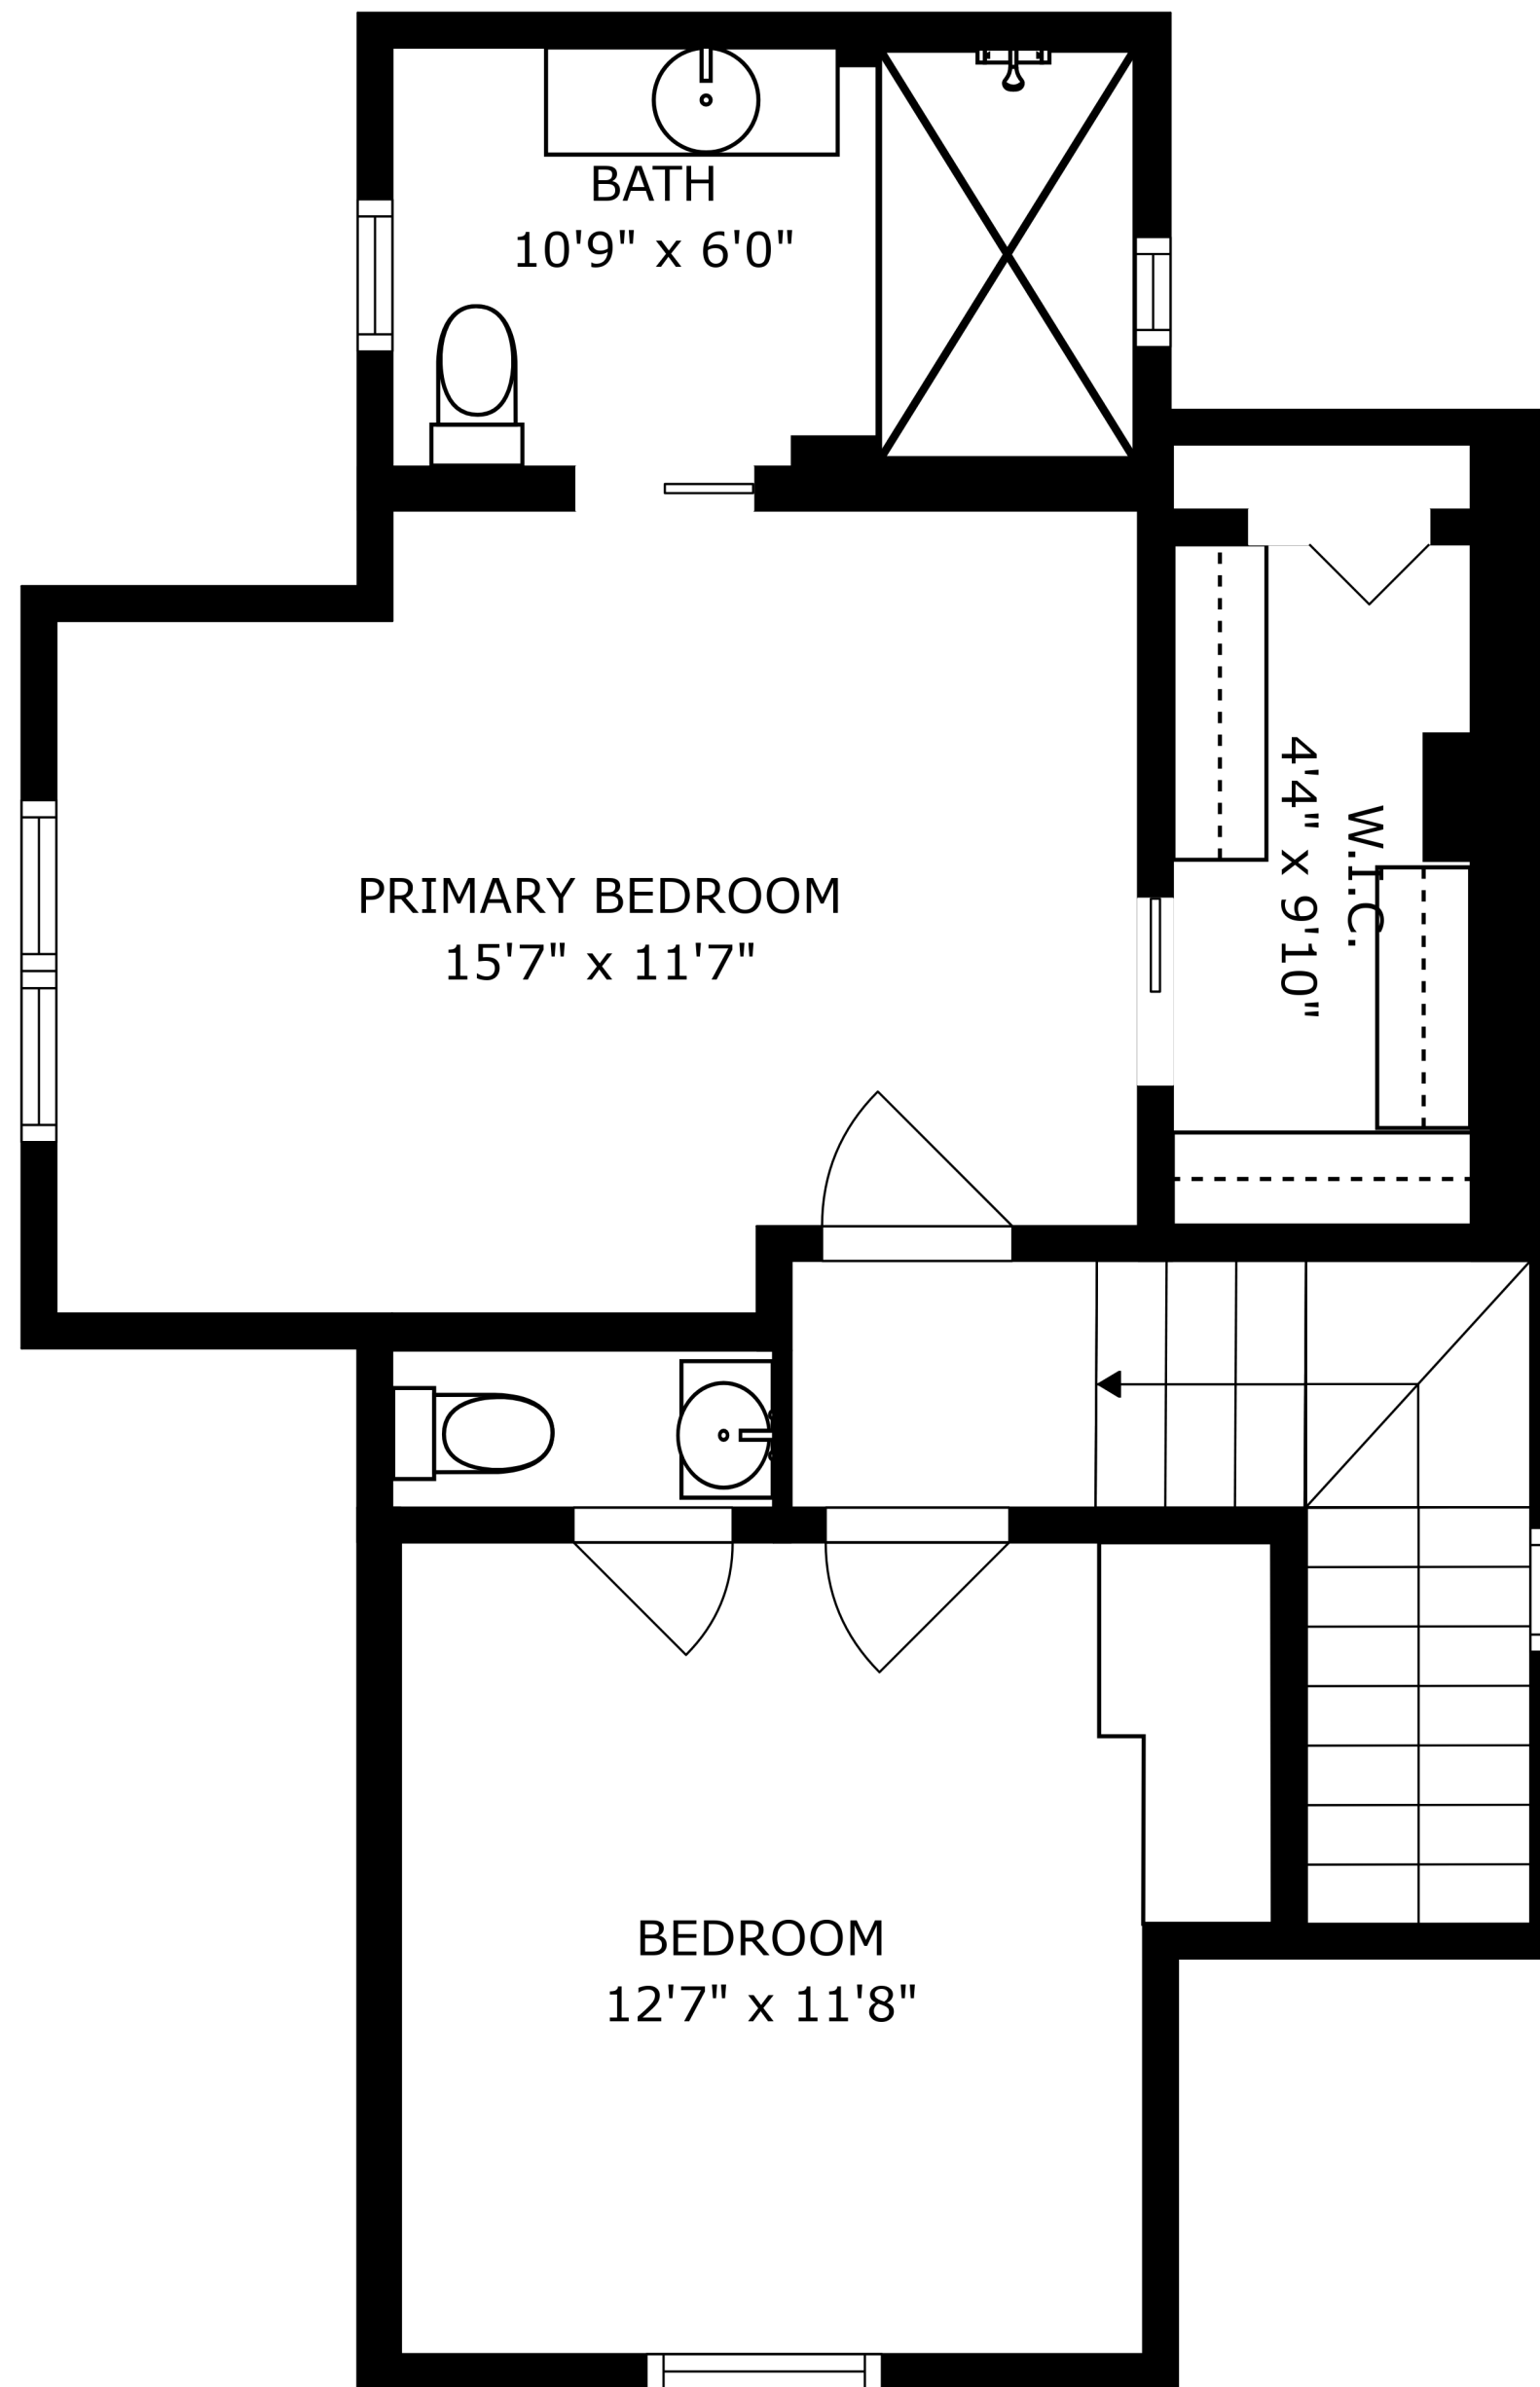 BATH
10'9" x 6'0"
W.I.C.
4'4" x 9'10"
PRIMARY BEDROOM
15'7" x 11'7"
BEDROOM
12'7" x 11'8"